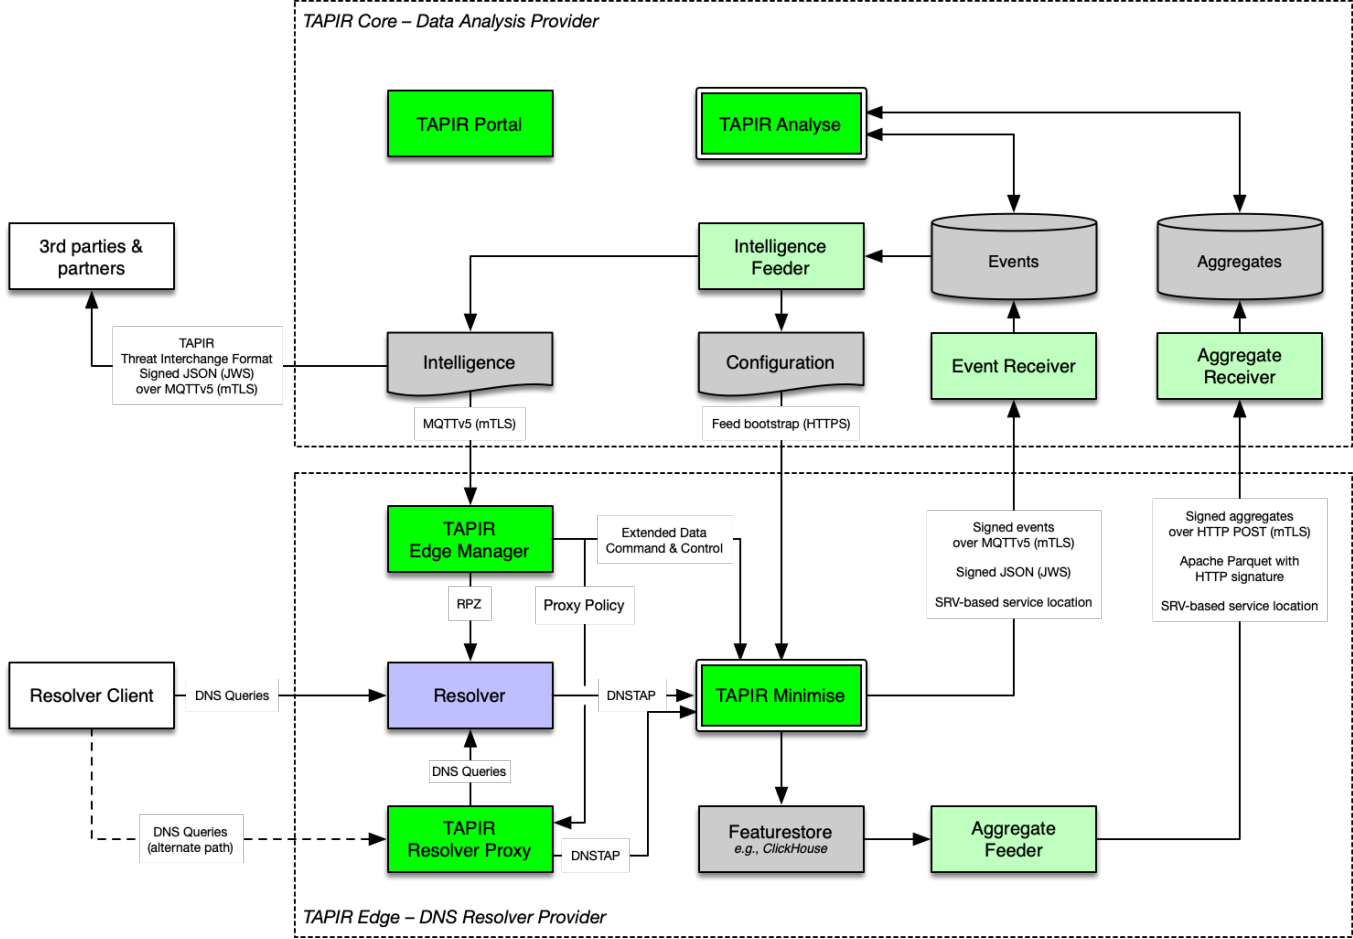 TAPIR Core – Data Analysis Provider
TAPIR Portal
TAPIR Analyse
3rd parties &
partners
Intelligence
Feeder
Events
Aggregates
TAPIR
Threat Interchange Format
Signed JSON (JWS)
over MQTTv5 (mTLS)
Intelligence
Configuration
Event Receiver
Aggregate
Receiver
MQTTv5 (mTLS)
Feed bootstrap (HTTPS)
TAPIR
Edge Manager
Extended Data
Command & Control
Signed events
over MQTTv5 (mTLS)
Signed JSON (JWS)
SRV-based service location
Signed aggregates
over HTTP POST (mTLS)
Apache Parquet with
HTTP signature
SRV-based service location
RPZ
Proxy Policy
Resolver Client
DNS Queries
Resolver
DNSTAP
TAPIR Minimise
DNS Queries
DNS Queries
(alternate path)
TAPIR
Resolver Proxy
DNSTAP
Featurestore
e.g., ClickHouse
Aggregate
Feeder
TAPIR Edge – DNS Resolver Provider